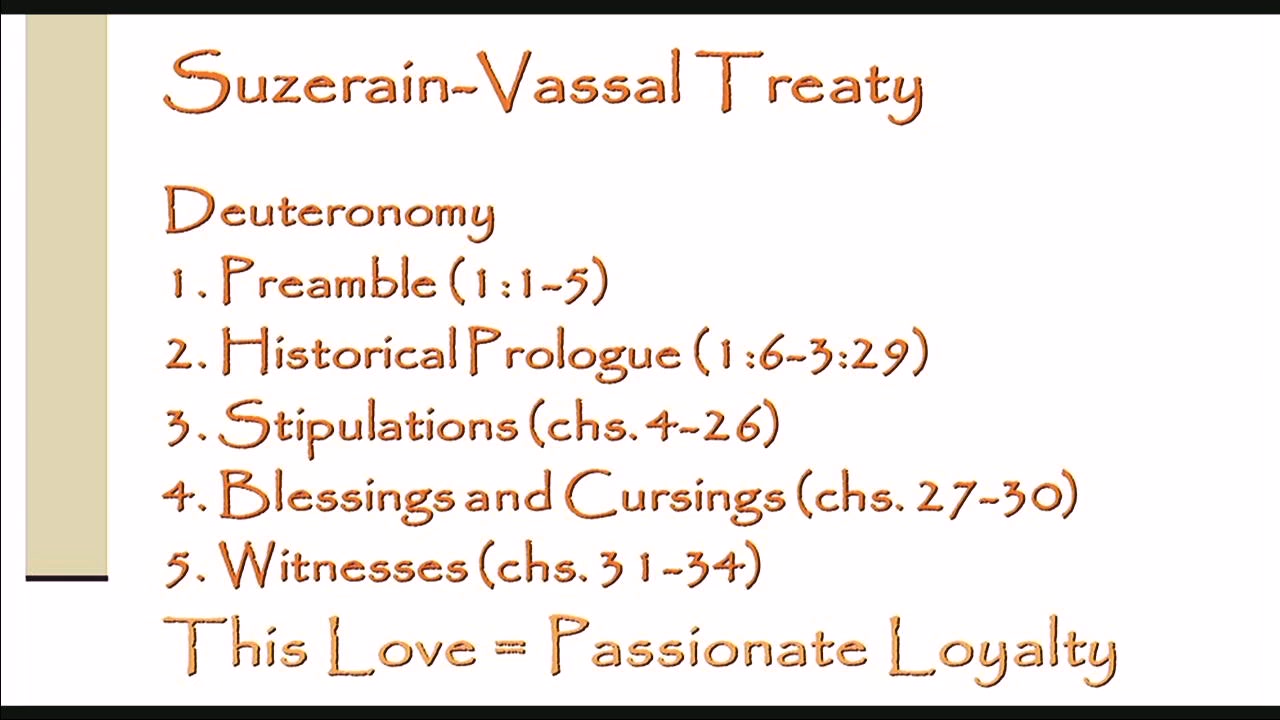 Suzerain-Vassal Treaty
Deuteronomy
1. Preamble (1:1-5)
2. Historical Prologue (1:6-3:29)
3. Stipulations (chs. 4-26)
4. Blessings and Cursings (chs. 27-30)
5. Witnesses (chs. 31-34)
This Love = Passionate Loyalty